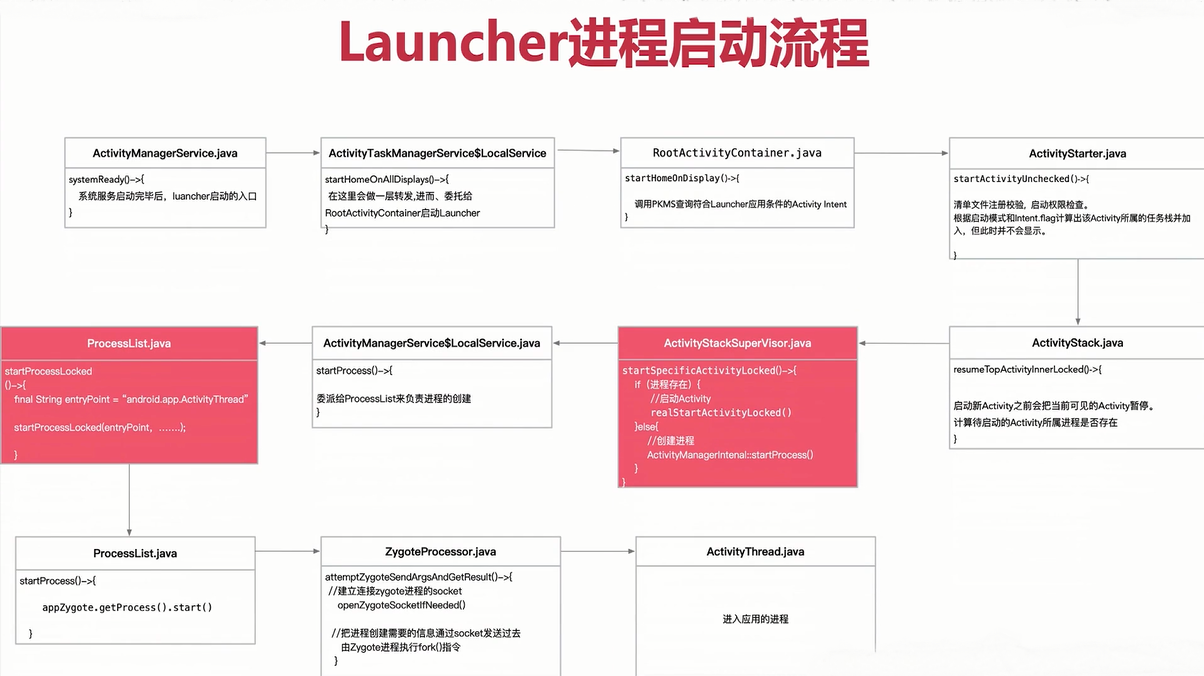 Launcher进程启动流程
ActivityManagerService.java
systemReady()->{
系统服务启动完毕后，luancher启动的入口
}
ActivityTaskManagerService$LocalService
startHomeOnAllDisplays()->{
在这里会做一层转发,进而、委托给
RootActivityContainer启动Launcher
}
RootActivityContainer.java
startHomeOnDisplay()->{
调用PKMS查询符合Launcher应用条件的Activity Intent
}
ActivityStarter.java
startActivityUnchecked()->{
清单文件注册校验, 启动权限检查。
根据启动模式和Intent.flag计算出该Activity所属的任务栈并加
入，但此时并不会显示。
}
ProcessList.java
startProcessLocked
()->{
final String entryPoint = “android.app.ActivityThread”
startProcessLocked(entryPoint，.......);
}
ActivityManagerService$LocalService.java
startProcess()->{
委派给ProcessList来负责进程的创建
}
ActivityStackSuperVisor.java
startSpecificActivityLocked()->{
if（进程存在）{
//启动Activity
realStartActivityLocked()
}else{
//创建进程
ActivityManagerIntenal::startProcess()
}
}
ActivityStack.java
resumeTopActivityInnerLocked()->{
启动新Activity之前会把当前可见的Activity暂停。
计算待启动的Activity所属进程是否存在
}
ProcessList.java
startProcess()->{
appZygote.getProcess().start()
}
ZygoteProcessor.java
attemptZygoteSendArgsAndGetResult()->{
//建立连接zygote进程的socket
openZygoteSocketIfNeeded()
//把进程创建需要的信息通过socket发送过去
由Zygote进程执行fork()指令
}
ActivityThread.java
进入应用的进程